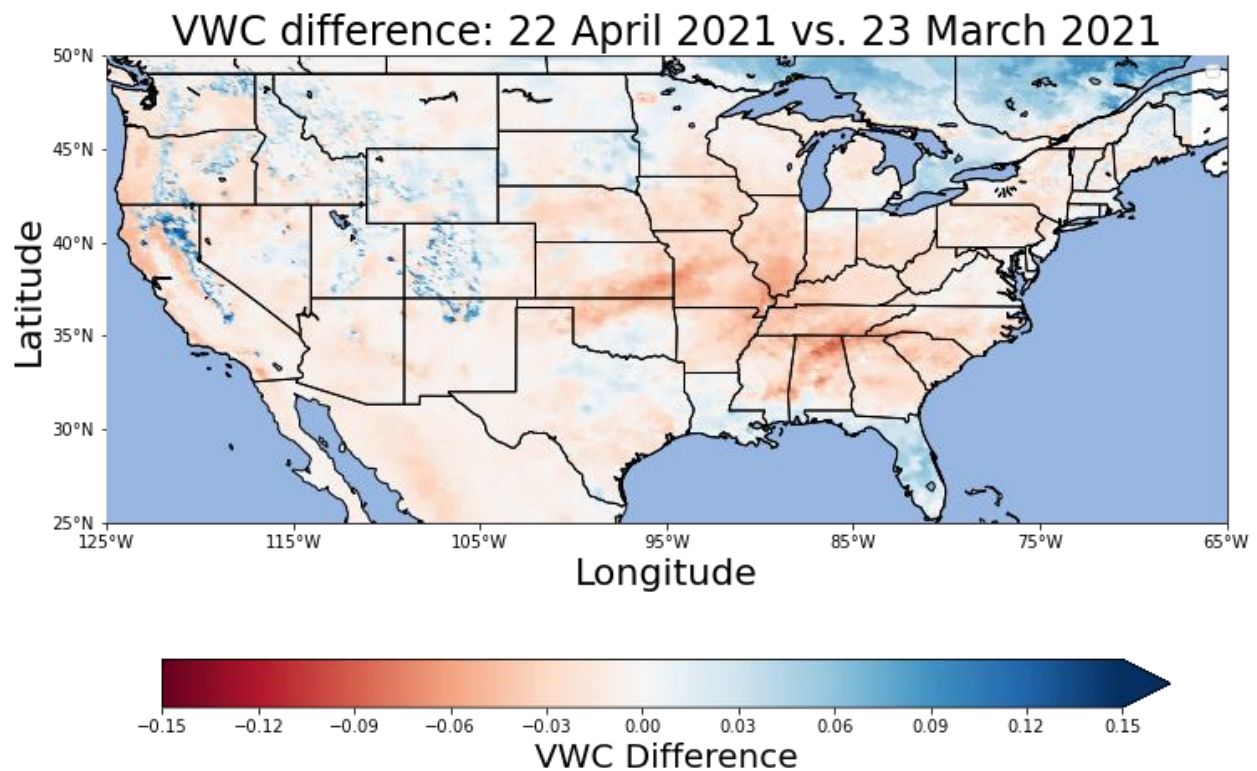 VWC difference: 22 April 2021 vs. 23 March 2021
50°N
45°N
40°N
35°N
30°N
25°N
Latitude
125°W 115°W 105°W 95°W 85°W 75°W 65°W
Longitude
−0.15 −0.12 −0.09 −0.06 −0.03 0.00 0.03 0.06 0.09 0.12 0.15
VWC Difference